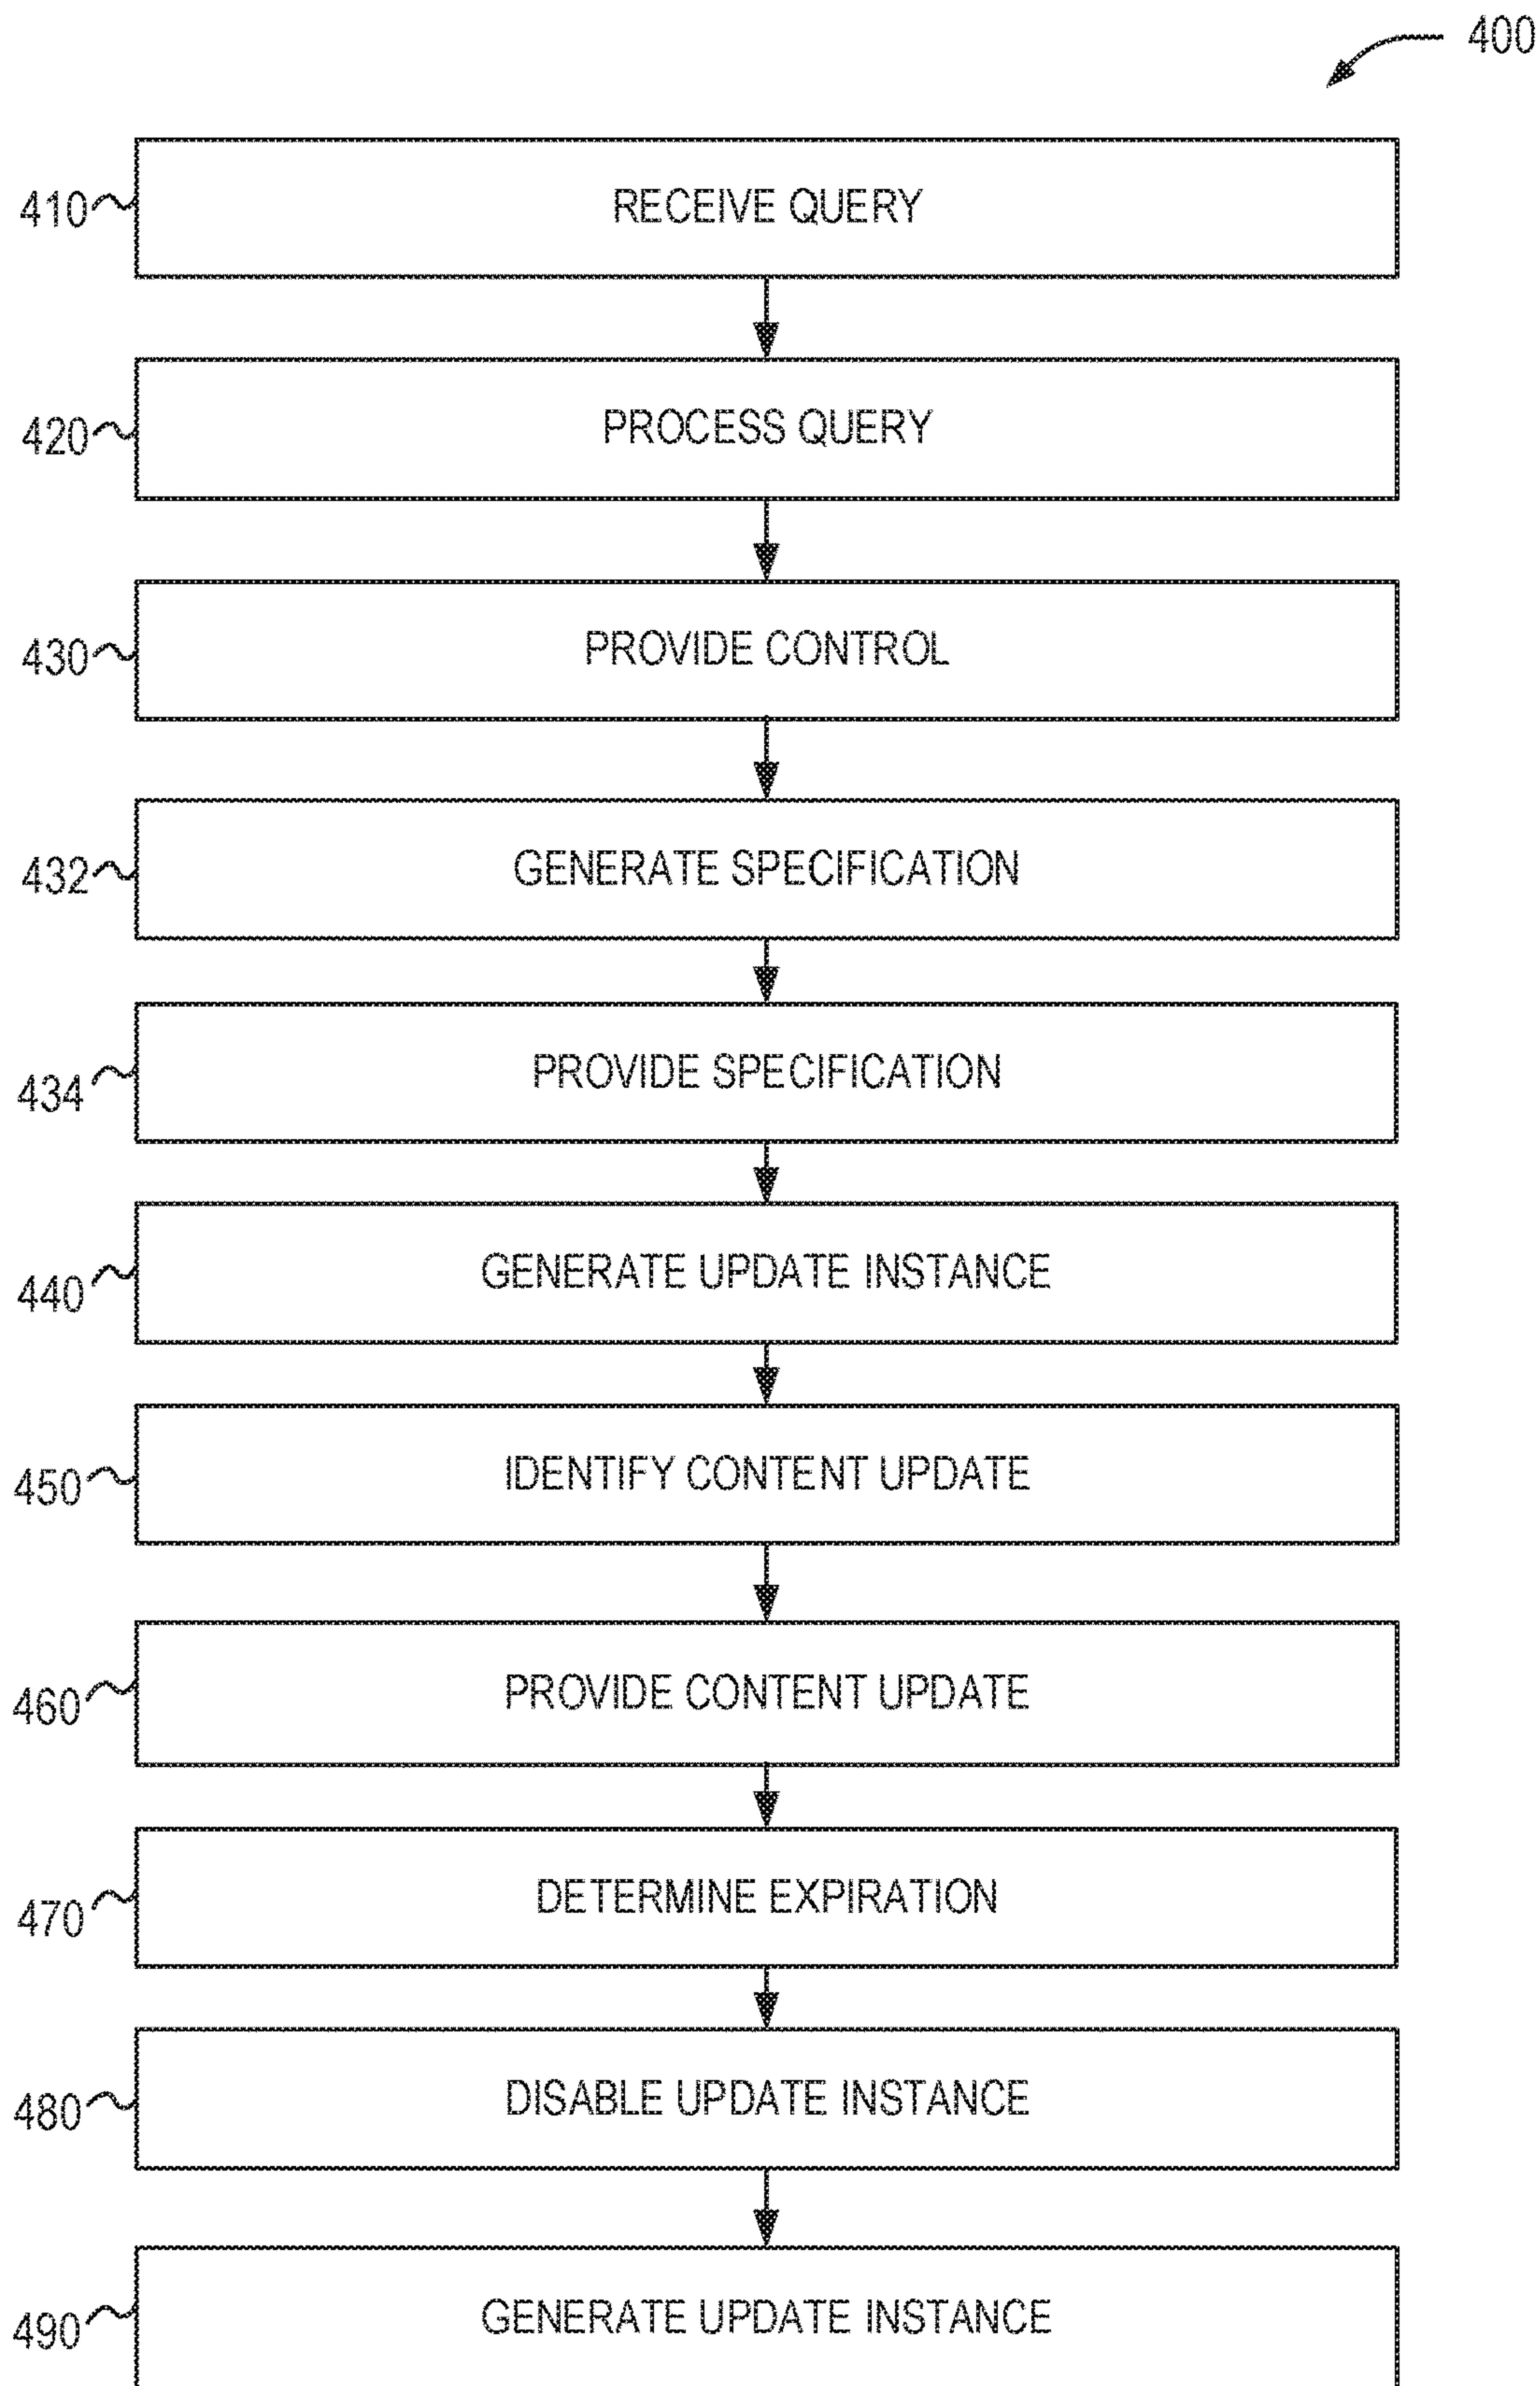 400
410 RECEIVE QUERY
420 PROCESS QUERY
430 PROVIDE CONTROL
432 GENERATE SPECIFICATION
434 PROVIDE SPECIFICATION
440 GENERATE UPDATE INSTANCE
450 IDENTIFY CONTENT UPDATE
460 PROVIDE CONTENT UPDATE
470 DETERMINE EXPIRATION
480 DISABLE UPDATE INSTANCE
490 GENERATE UPDATE INSTANCE